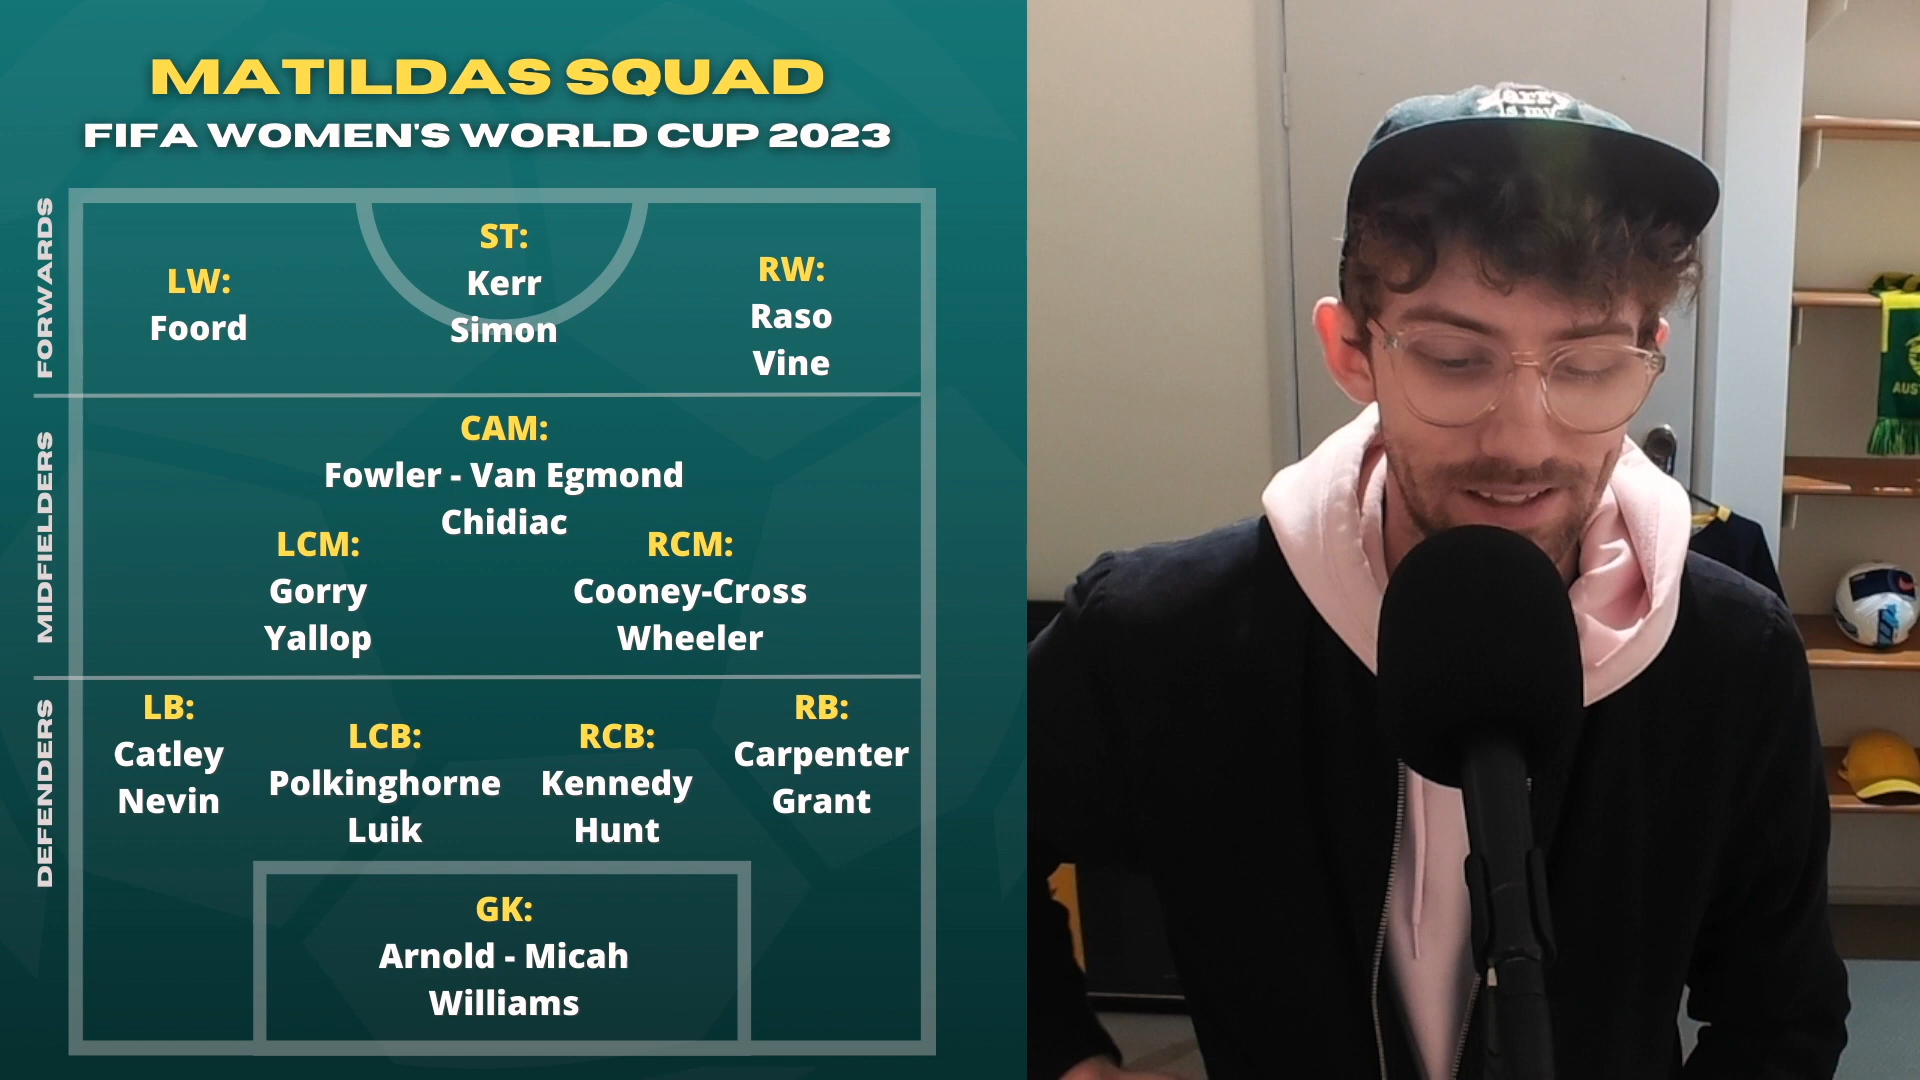 MATILDAS SQUAD
FIFA WOMEN'S WORLD CUP 2023
FORWARDS
LW:
Foord
ST:
Kerr
Simon
RW:
Raso
Vine
MIDFIELDERS
CAM:
Fowler - Van Egmond
Chidiac
LCM:
Gorry
Yallop
RCM:
Cooney-Cross
Wheeler
DEFENDERS
LB:
Catley
Nevin
LCB:
Polkinghorne
Luik
RCB:
Kennedy
Hunt
RB:
Carpenter
Grant
GK:
Arnold - Micah
Williams
is my